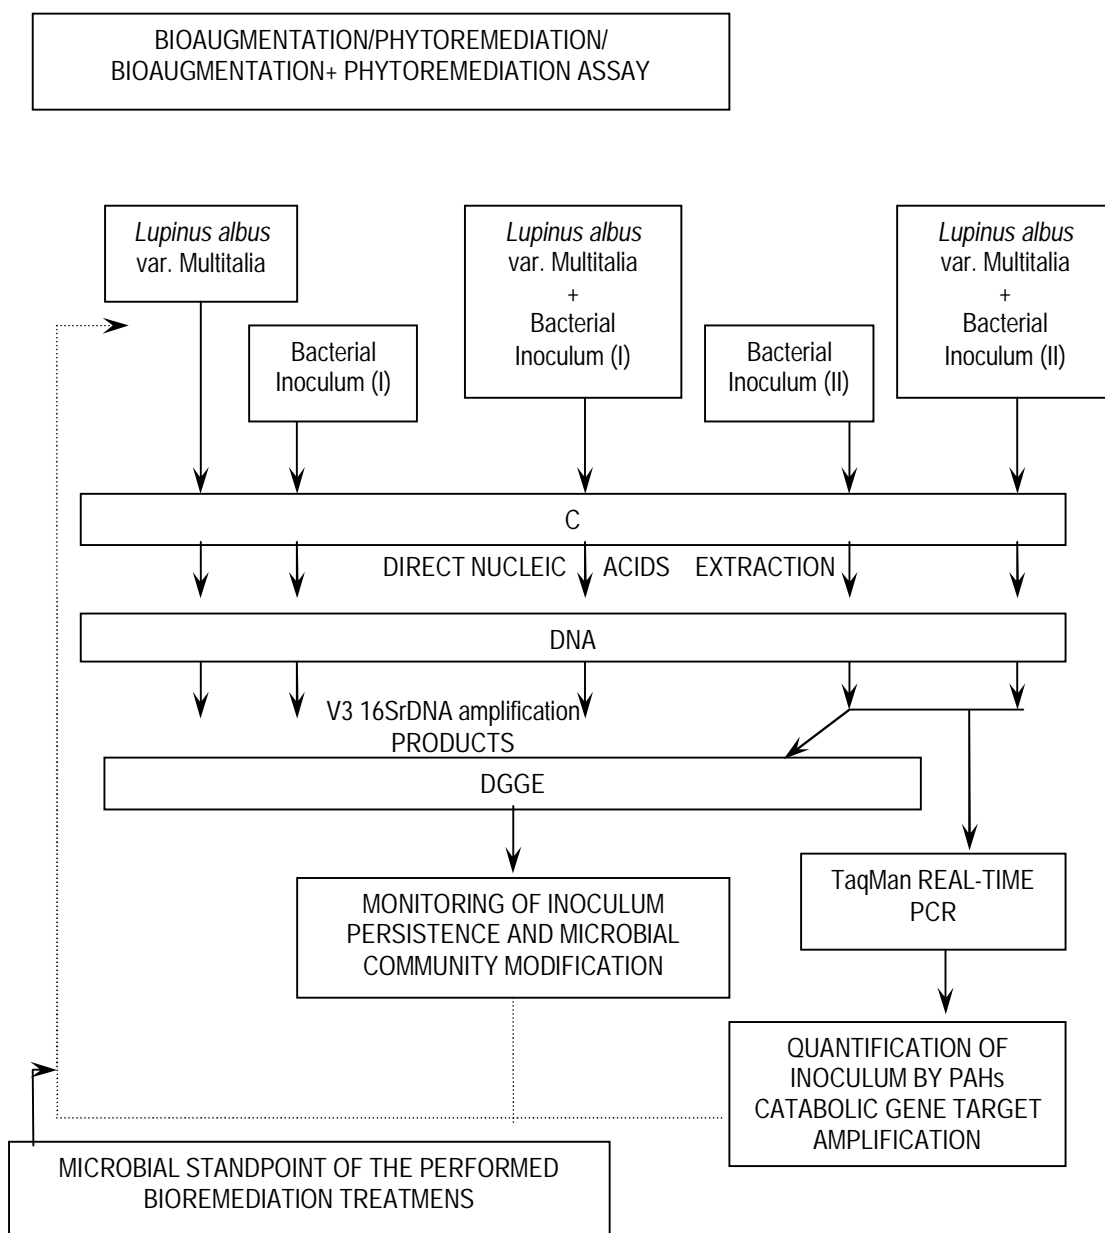 BIOAUGMENTATION/PHYTOREMEDIATION/
BIOAUGMENTATION+ PHYTOREMEDIATION ASSAY
Lupinus albus
var. Multitalia
Bacterial
Inoculum (I)
Lupinus albus
var. Multitalia
+
Bacterial
Inoculum (I)
Bacterial
Inoculum (II)
Lupinus albus
var. Multitalia
+
Bacterial
Inoculum (II)
C
DIRECT NUCLEIC ACIDS EXTRACTION
DNA
V3 16SrDNA amplification
PRODUCTS
DGGE
MONITORING OF INOCULUM
PERSISTENCE AND MICROBIAL
COMMUNITY MODIFICATION
TaqMan REAL-TIME
PCR
QUANTIFICATION OF
INOCULUM BY PAHs
CATABOLIC GENE TARGET
AMPLIFICATION
MICROBIAL STANDPOINT OF THE PERFORMED
BIOREMEDIATION TREATMENS